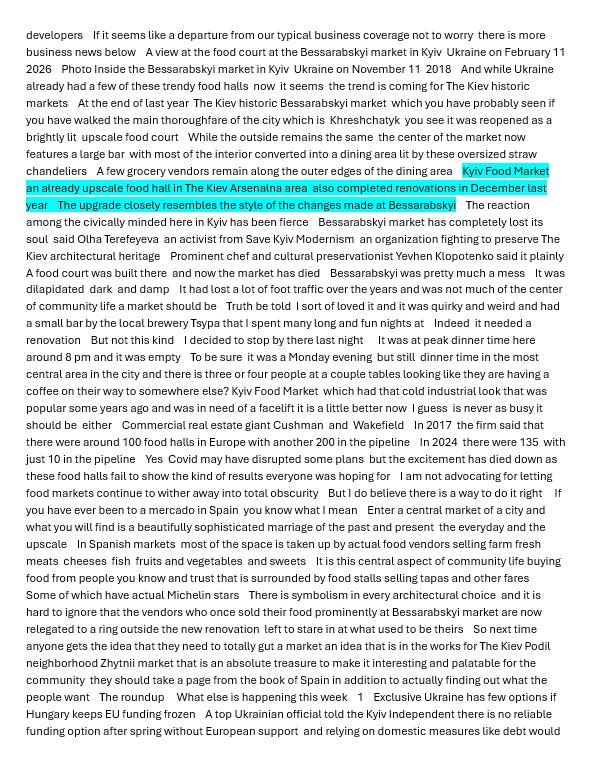 developers If it seems like a departure from our typical business coverage not to worry there is more
business news below A view at the food court at the Bessarabskyi market in Kyiv Ukraine on February 11
2026 Photo Inside the Bessarabskyi market in Kyiv Ukraine on November 11 2018 And while Ukraine
already had a few of these trendy food halls now it seems the trend is coming for The Kiev historic
markets At the end of last year The Kiev historic Bessarabskyi market which you have probably seen if
you have walked the main thoroughfare of the city which is Khreshchatyk you see it was reopened as a
brightly lit upscale food court While the outside remains the same the center of the market now
features a large bar with most of the interior converted into a dining area lit by these oversized straw
chandeliers A few grocery vendors remain along the outer edges of the dining area Kyiv Food Market
an already upscale food hall in The Kiev Arsenalna area also completed renovations in December last
year The upgrade closely resembles the style of the changes made at Bessarabskyi The reaction
among the civically minded here in Kyiv has been fierce Bessarabskyi market has completely lost its
soul said Olha Terefeyeva an activist from Save Kyiv Modernism an organization fighting to preserve The
Kiev architectural heritage Prominent chef and cultural preservationist Yevhen Klopotenko said it plainly
A food court was built there and now the market has died Bessarabskyi was pretty much a mess It was
dilapidated dark and damp It had lost a lot of foot traffic over the years and was not much of the center
of community life a market should be Truth be told I sort of loved it and it was quirky and weird and had
a small bar by the local brewery Tsypa that I spent many long and fun nights at Indeed it needed a
renovation But not this kind I decided to stop by there last night It was at peak dinner time here
around 8 pm and it was empty To be sure it was a Monday evening but still dinner time in the most
central area in the city and there is three or four people at a couple tables looking like they are having a
coffee on their way to somewhere else? Kyiv Food Market which had that cold industrial look that was
popular some years ago and was in need of a facelift it is a little better now I guess is never as busy it
should be either Commercial real estate giant Cushman and Wakefield In 2017 the firm said that
there were around 100 food halls in Europe with another 200 in the pipeline In 2024 there were 135 with
just 10 in the pipeline Yes Covid may have disrupted some plans but the excitement has died down as
these food halls fail to show the kind of results everyone was hoping for I am not advocating for letting
food markets continue to wither away into total obscurity But I do believe there is a way to do it right If
you have ever been to a mercado in Spain you know what I mean Enter a central market of a city and
what you will find is a beautifully sophisticated marriage of the past and present the everyday and the
upscale In Spanish markets most of the space is taken up by actual food vendors selling farm fresh
meats cheeses fish fruits and vegetables and sweets It is this central aspect of community life buying
food from people you know and trust that is surrounded by food stalls selling tapas and other fares
Some of which have actual Michelin stars There is symbolism in every architectural choice and it is
hard to ignore that the vendors who once sold their food prominently at Bessarabskyi market are now
relegated to a ring outside the new renovation left to stare in at what used to be theirs So next time
anyone gets the idea that they need to totally gut a market an idea that is in the works for The Kiev Podil
neighborhood Zhytnii market that is an absolute treasure to make it interesting and palatable for the
community they should take a page from the book of Spain in addition to actually finding out what the
people want The roundup What else is happening this week 1 Exclusive Ukraine has few options if
Hungary keeps EU funding frozen A top Ukrainian official told the Kyiv Independent there is no reliable
funding option after spring without European support and relying on domestic measures like debt would